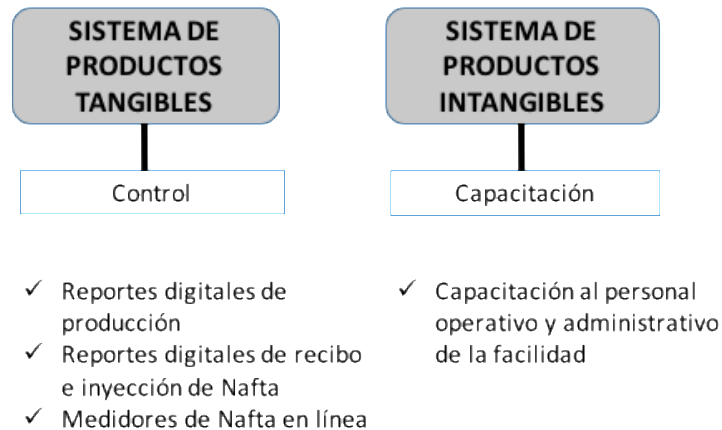 SISTEMA DE
PRODUCTOS
TANGIBLES
Control
✓ Reportes digitales de
producción
✓ Reportes digitales de recibo
e inyección de Nafta
✓ Medidores de Nafta en línea
SISTEMA DE
PRODUCTOS
INTANGIBLES
Capacitación
✓ Capacitación al personal
operativo y administrativo
de la facilidad